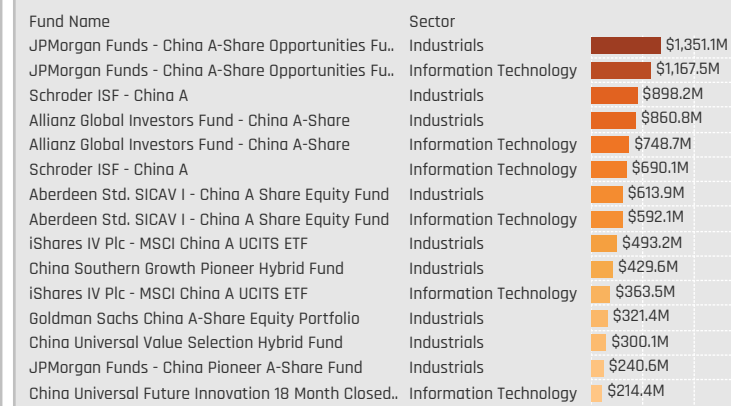 Fund Name Sector
JPMorgan Funds - China A-Share Opportunities Fu.. Industrials $1,351.1M
JPMorgan Funds - China A-Share Opportunities Fu.. Information Technology $1,167.5M
Schroder ISF - China A Industrials $898.2M
Allianz Global Investors Fund - China A-Share Industrials $860.8M
Allianz Global Investors Fund - China A-Share Information Technology $748.7M
Schroder ISF - China A Information Technology $690.1M
Aberdeen Std. SICAV I - China A Share Equity Fund Industrials $613.9M
Aberdeen Std. SICAV I - China A Share Equity Fund Information Technology $592.1M
iShares IV Plc - MSCI China A UCITS ETF Industrials $493.2M
China Southern Growth Pioneer Hybrid Fund Industrials $429.6M
iShares IV Plc - MSCI China A UCITS ETF Information Technology $363.5M
Goldman Sachs China A-Share Equity Portfolio Industrials $321.4M
China Universal Value Selection Hybrid Fund Industrials $300.1M
JPMorgan Funds - China Pioneer A-Share Fund Industrials $240.6M
China Universal Future Innovation 18 Month Closed.. Information Technology $214.4M